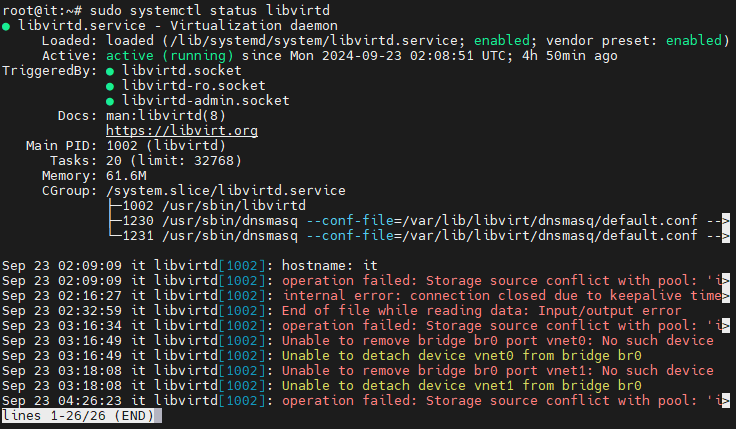 root@it:~# sudo systemctl status libvirtd
● libvirtd.service - Virtualization daemon
     Loaded: loaded (/lib/systemd/system/libvirtd.service; enabled; vendor preset: enabled)
     Active: active (running) since Mon 2024-09-23 02:08:51 UTC; 4h 50min ago
TriggeredBy: ● libvirtd.socket
             ● libvirtd-ro.socket
             ● libvirtd-admin.socket
       Docs: man:libvirtd(8)
             https://libvirt.org
   Main PID: 1002 (libvirtd)
      Tasks: 20 (limit: 32768)
     Memory: 61.6M
     CGroup: /system.slice/libvirtd.service
             ├─1002 /usr/sbin/libvirtd
             ├─1230 /usr/sbin/dnsmasq --conf-file=/var/lib/libvirt/dnsmasq/default.conf -->
             └─1231 /usr/sbin/dnsmasq --conf-file=/var/lib/libvirt/dnsmasq/default.conf -->
Sep 23 02:09:09 it libvirtd[1002]: hostname: it
Sep 23 02:09:09 it libvirtd[1002]: operation failed: Storage source conflict with pool: 'i>
Sep 23 02:16:27 it libvirtd[1002]: internal error: connection closed due to keepalive time>
Sep 23 02:32:59 it libvirtd[1002]: End of file while reading data: Input/output error
Sep 23 03:16:34 it libvirtd[1002]: operation failed: Storage source conflict with pool: 'i>
Sep 23 03:16:49 it libvirtd[1002]: Unable to remove bridge br0 port vnet0: No such device
Sep 23 03:16:49 it libvirtd[1002]: Unable to detach device vnet0 from bridge br0
Sep 23 03:18:08 it libvirtd[1002]: Unable to remove bridge br0 port vnet1: No such device
Sep 23 03:18:08 it libvirtd[1002]: Unable to detach device vnet1 from bridge br0
Sep 23 04:26:23 it libvirtd[1002]: operation failed: Storage source conflict with pool: 'i>
lines 1-26/26 (END)